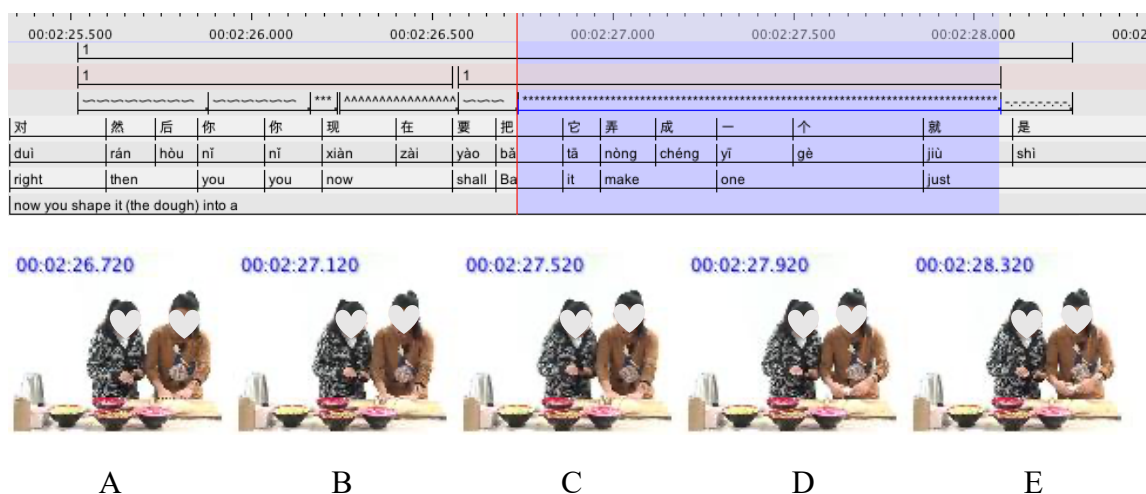 00:02:25.500 00:02:26.000 00:02:26.500 00:02:27.000 00:02:27.500 00:02:28.000 00:02
1
1 1
~~~~~~~~~~ ~~~~~~~ *** ^^^^^^^^^^^^^^^^ ~~~~ ****************************************************************************** -.-.-.-.-.-.
对 然 后 你 你 现 在 要 把 它 弄 成 一 个 就 是
duì rán hòu nǐ nǐ xiàn zài yào bǎ tā nòng chéng yī gè jiù shì
right then you you now shall Ba it make one just
now you shape it (the dough) into a
00:02:26.720 00:02:27.120 00:02:27.520 00:02:27.920 00:02:28.320
A B C D E